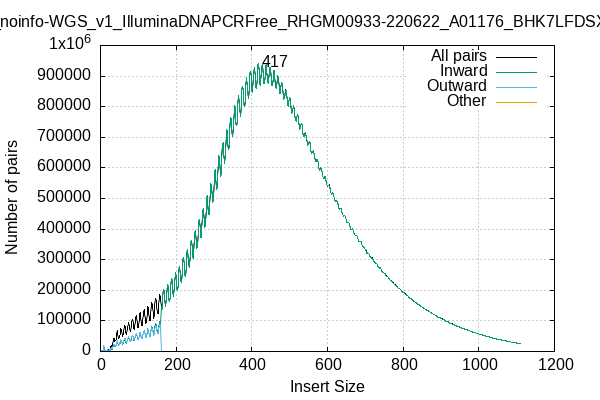 _noinfo-WGS_v1_IlluminaDNAPCRFree_RHGM00933-220622_A01176_BHK7LFDSX
1x10⁶
900000
800000
700000
600000
500000
400000
300000
200000
100000
0
Number of pairs
417
All pairs
Inward
Outward
Other
0 200 400 600 800 1000 1200
Insert Size